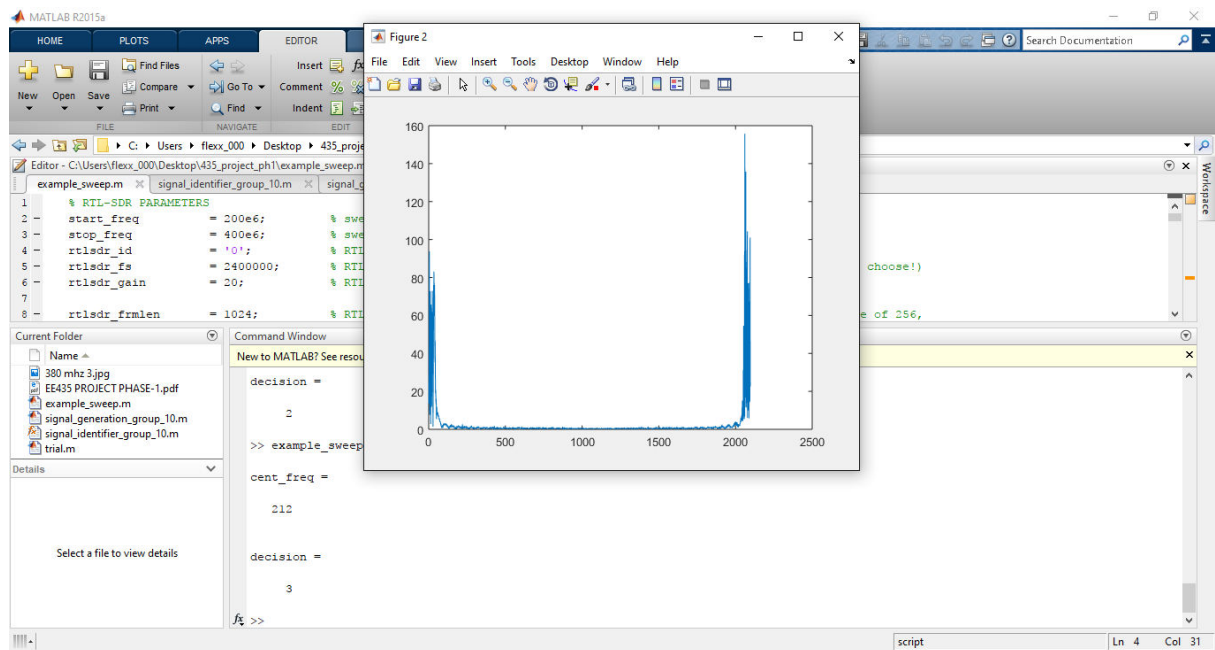 MATLAB R2015a
HOME PLOTS APPS EDITOR
Search Documentation
New Open Save
Find Files
Compare
Print
FILE
Go To
Find
NAVIGATE
Insert fx
Comment %
Indent
EDIT
C: Users flexx_000 Desktop 435_proje
Editor - C:\Users\flexx_000\Desktop\435_project_ph1\example_sweep.m
example_sweep.m signal_identifier_group_10.m signal_g
1 % RTL-SDR PARAMETERS
2 - start_freq = 200e6; % swe
3 - stop_freq = 400e6; % swe
4 - rtlsdr_id = '0'; % RTL
5 - rtlsdr_fs = 2400000; % RTL choose!)
6 - rtlsdr_gain = 20; % RTL
7
8 - rtlsdr_frmlen = 1024; % RTL e of 256,
Workspace
Current Folder
Name
380 mhz 3.jpg
EE435 PROJECT PHASE-1.pdf
example_sweep.m
signal_generation_group_10.m
signal_identifier_group_10.m
trial.m
Details
Select a file to view details
Command Window
New to MATLAB? See resou
decision =
2
>> example_sweep
cent_freq =
212
decision =
3
fx >>
Figure 2
File Edit View Insert Tools Desktop Window Help
160
140
120
100
80
60
40
20
0
0 500 1000 1500 2000 2500
script Ln 4 Col 31